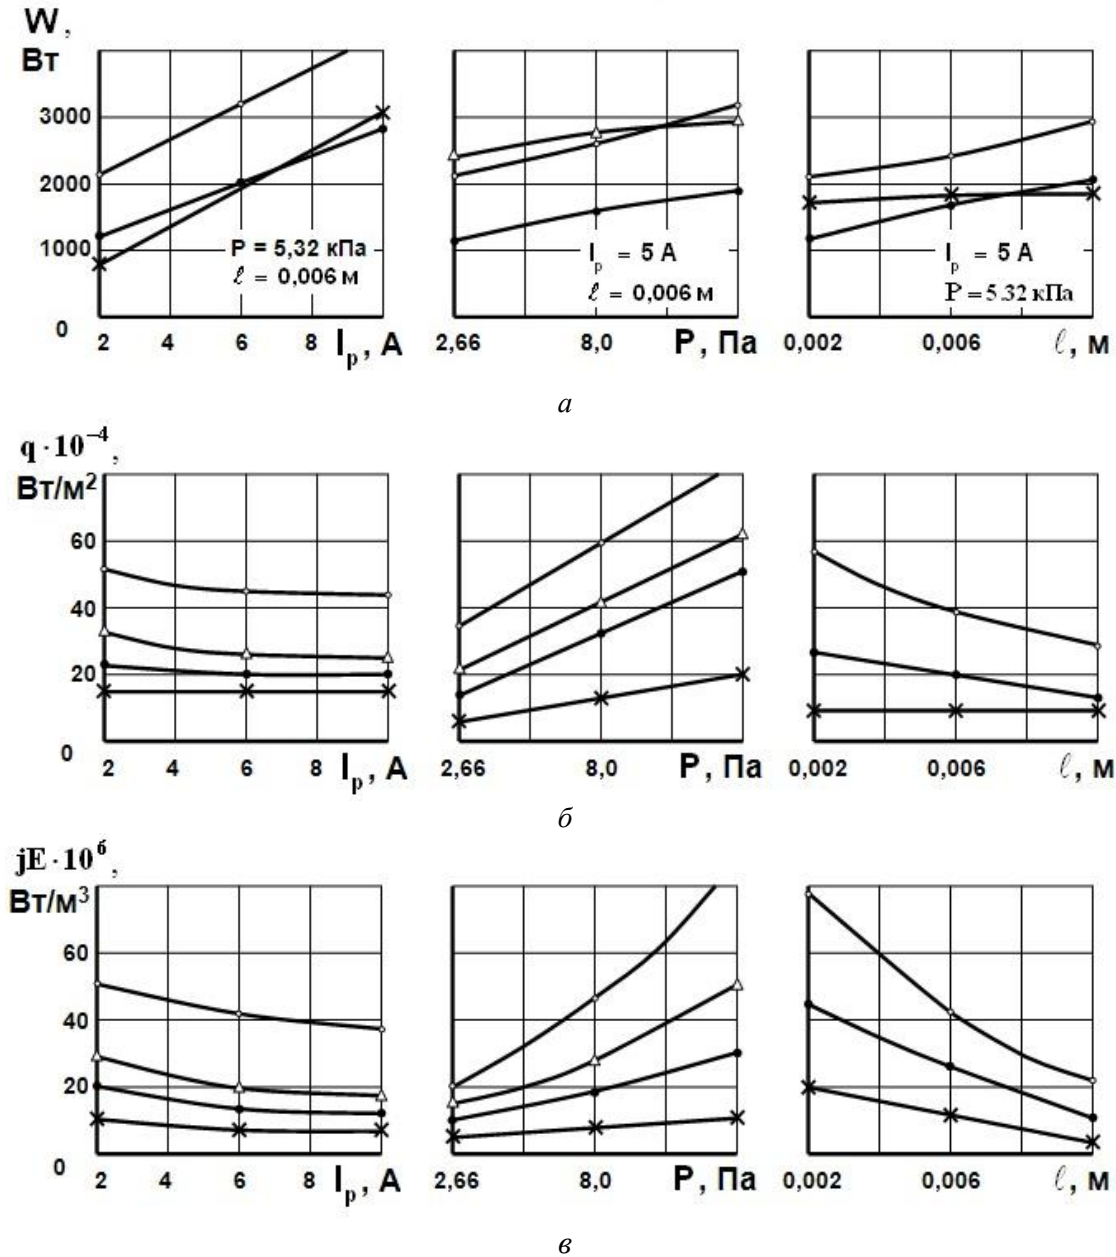 W,
Вт
3000
2000
1000
0
P = 5,32 кПа
ℓ = 0,006 м
2 4 6 8 Iр, А
Iр = 5 А
ℓ = 0,006 м
2,66 8,0 Р, Па
Iр = 5 А
P = 5.32 кПа
0,002 0,006 ℓ, м
а
q · 10⁻⁴,
Вт/м²
60
40
20
0
2 4 6 8 Iр, А
2,66 8,0 Р, Па
0,002 0,006 ℓ, м
б
jE · 10⁶,
Вт/м³
60
40
20
0
2 4 6 8 Iр, А
2,66 8,0 Р, Па
0,002 0,006 ℓ, м
в